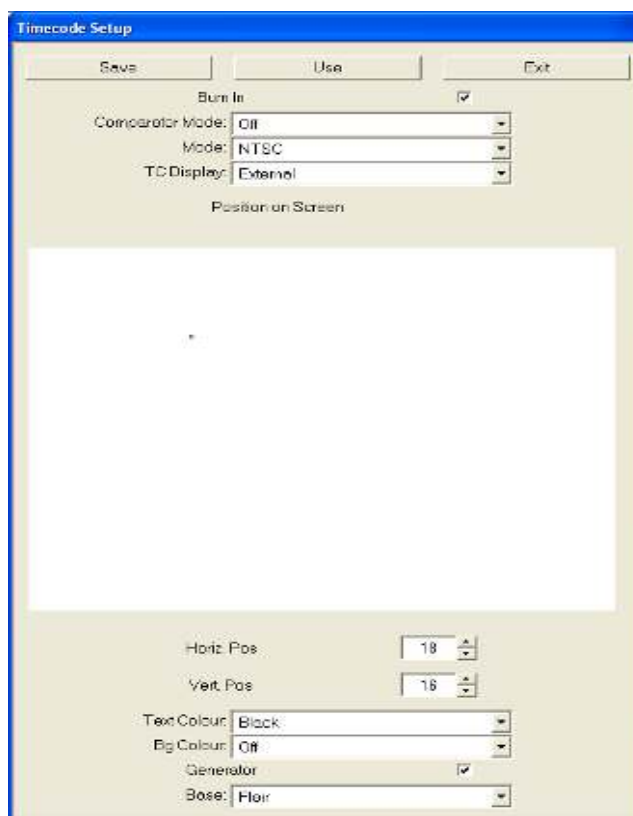 Timecode Setup
Save Use Exit
Burn In
Comparator Mode: Off
Mode: NTSC
TC Display: External
Position on Screen
Horiz. Pos 18
Vert. Pos 16
Text Colour: Black
Bg Colour: Off
Generator
Base: